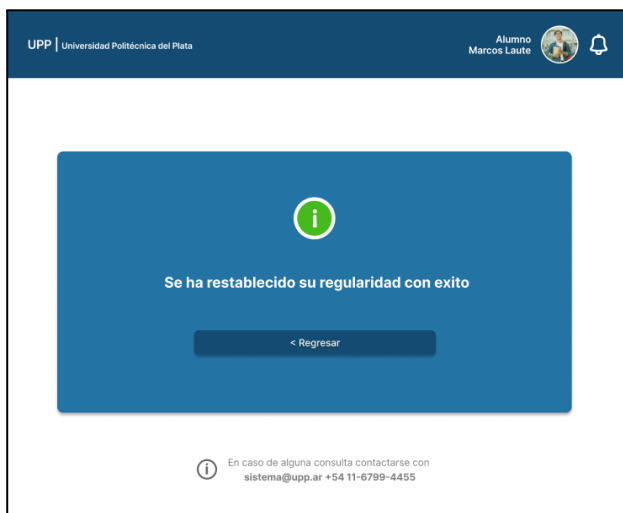 UPP | Universidad Politécnica del Plata
Alumno
Marcos Laute
i
Se ha restablecido su regularidad con exito
< Regresar
i
En caso de alguna consulta contactarse con
sistema@upp.ar +54 11-6799-4455